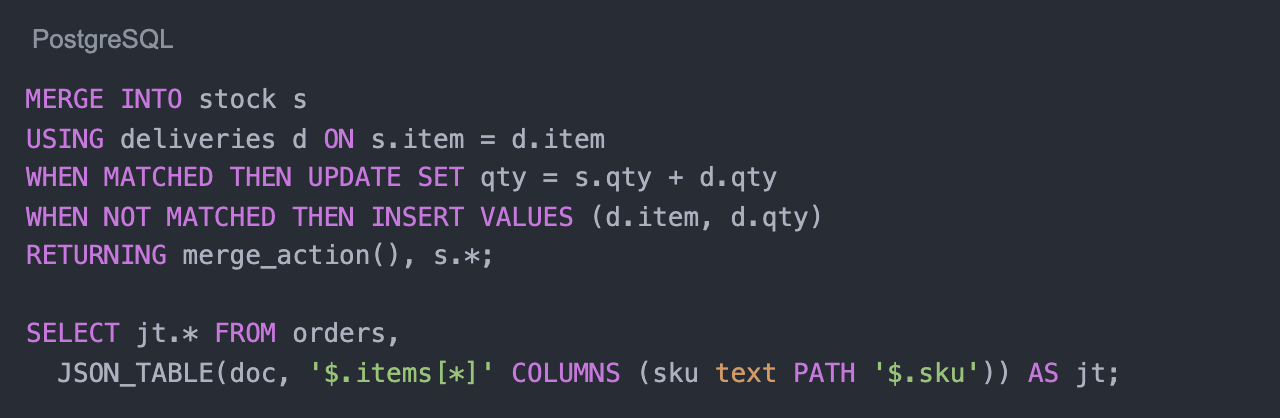 PostgreSQL
MERGE INTO stock s
USING deliveries d ON s.item = d.item
WHEN MATCHED THEN UPDATE SET qty = s.qty + d.qty
WHEN NOT MATCHED THEN INSERT VALUES (d.item, d.qty)
RETURNING merge_action(), s.*;
SELECT jt.* FROM orders,
  JSON_TABLE(doc, '$.items[*]' COLUMNS (sku text PATH '$.sku')) AS jt;